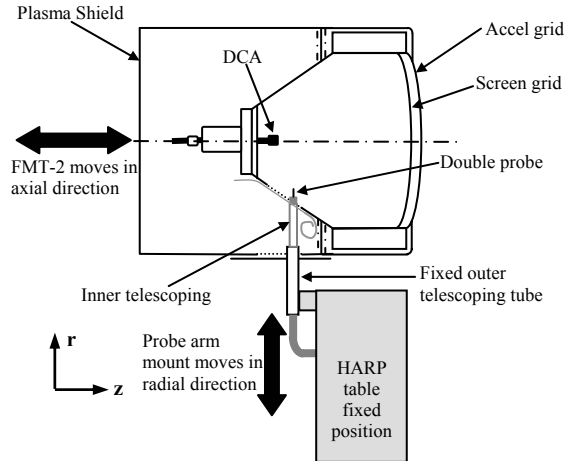 Plasma Shield
Accel grid
DCA
Screen grid
FMT-2 moves in
axial direction
Double probe
Inner telescoping
Fixed outer
telescoping tube
r
Probe arm
mount moves in
radial direction
z
HARP
table
fixed
position